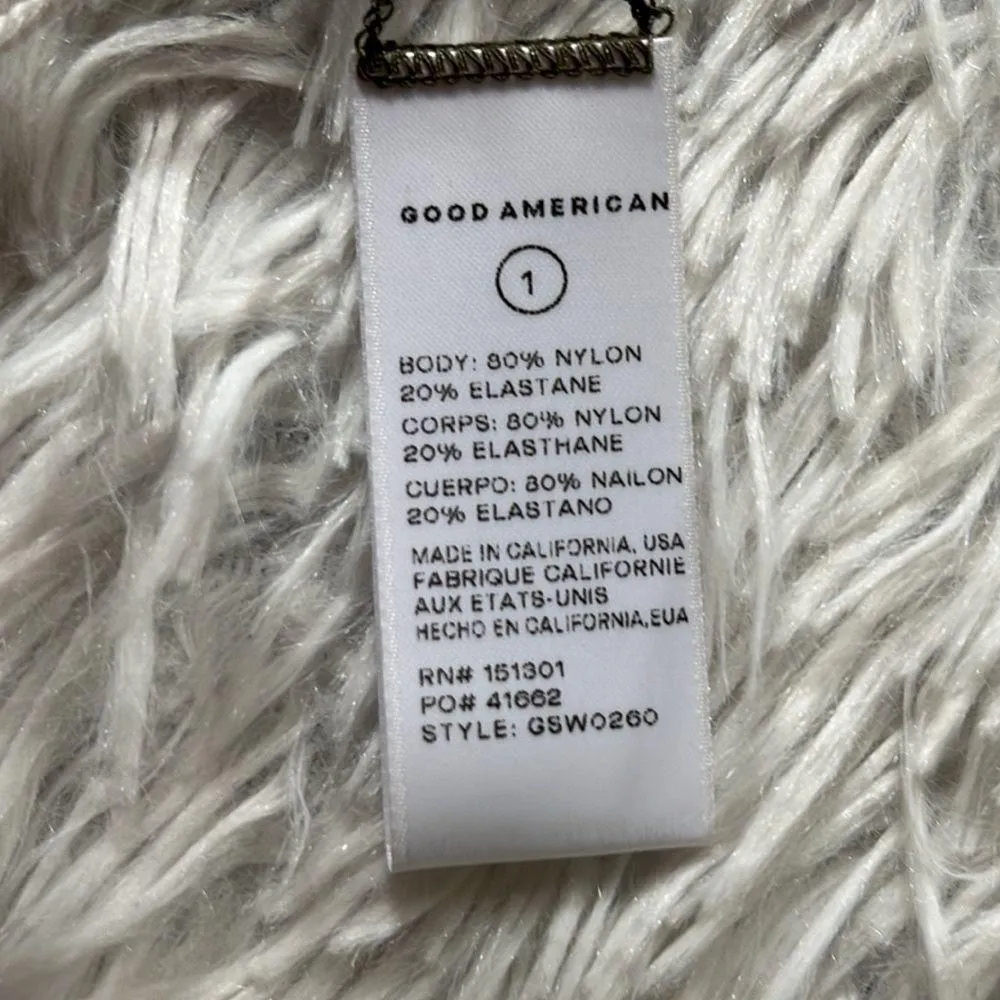 GOOD AMERICAN
1
BODY: 80% NYLON
20% ELASTANE
CORPS: 80% NYLON
20% ELASTHANE
CUERPO: 80% NAILON
20% ELASTANO
MADE IN CALIFORNIA, USA
FABRIQUE CALIFORNIE
AUX ETATS-UNIS
HECHO EN CALIFORNIA,EUA
RN# 151301
PO# 41662
STYLE: GSW0260